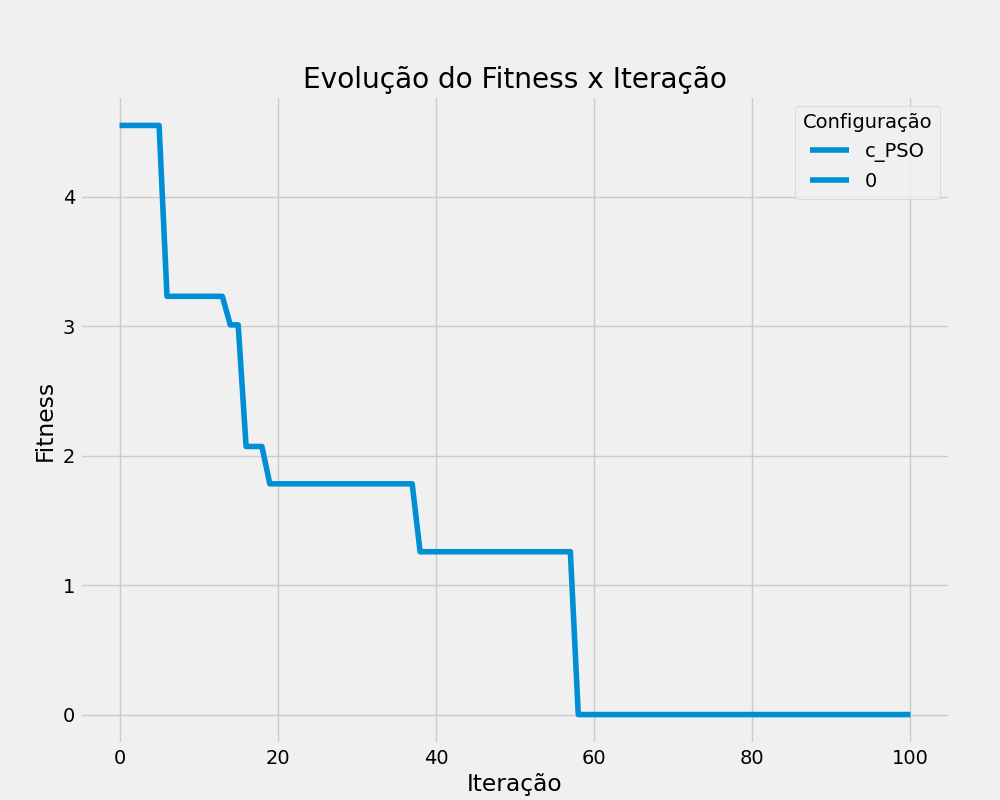 Evolução do Fitness x Iteração
Configuração
c_PSO
0
Fitness
4
3
2
1
0
0 20 40 60 80 100
Iteração